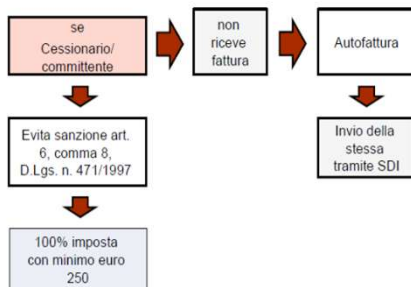 se
Cessionario/
committente
non
riceve
fattura
Autofattura
Evita sanzione art.
6, comma 8,
D.Lgs. n. 471/1997
Invio della
stessa
tramite SDI
100% imposta
con minimo euro
250